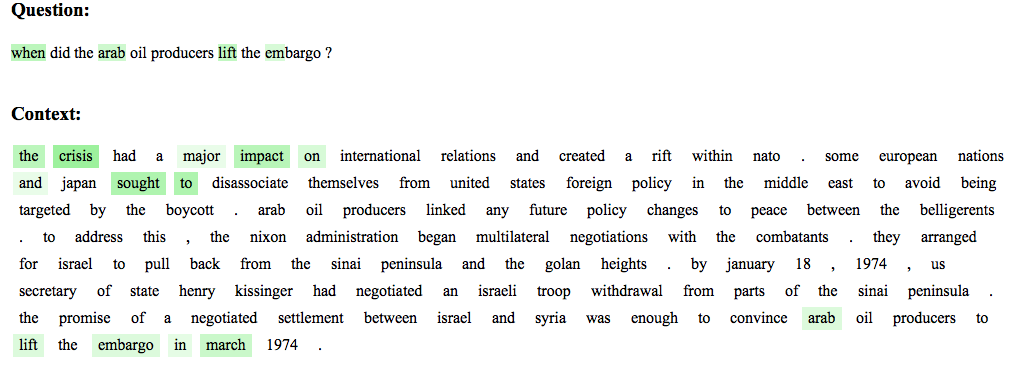 Question:
when did the arab oil producers lift the embargo ?
Context:
the crisis had a major impact on international relations and created a rift within nato . some european nations
and japan sought to disassociate themselves from united states foreign policy in the middle east to avoid being
targeted by the boycott . arab oil producers linked any future policy changes to peace between the belligerents
. to address this , the nixon administration began multilateral negotiations with the combatants . they arranged
for israel to pull back from the sinai peninsula and the golan heights . by january 18 , 1974 , us
secretary of state henry kissinger had negotiated an israeli troop withdrawal from parts of the sinai peninsula .
the promise of a negotiated settlement between israel and syria was enough to convince arab oil producers to
lift the embargo in march 1974 .